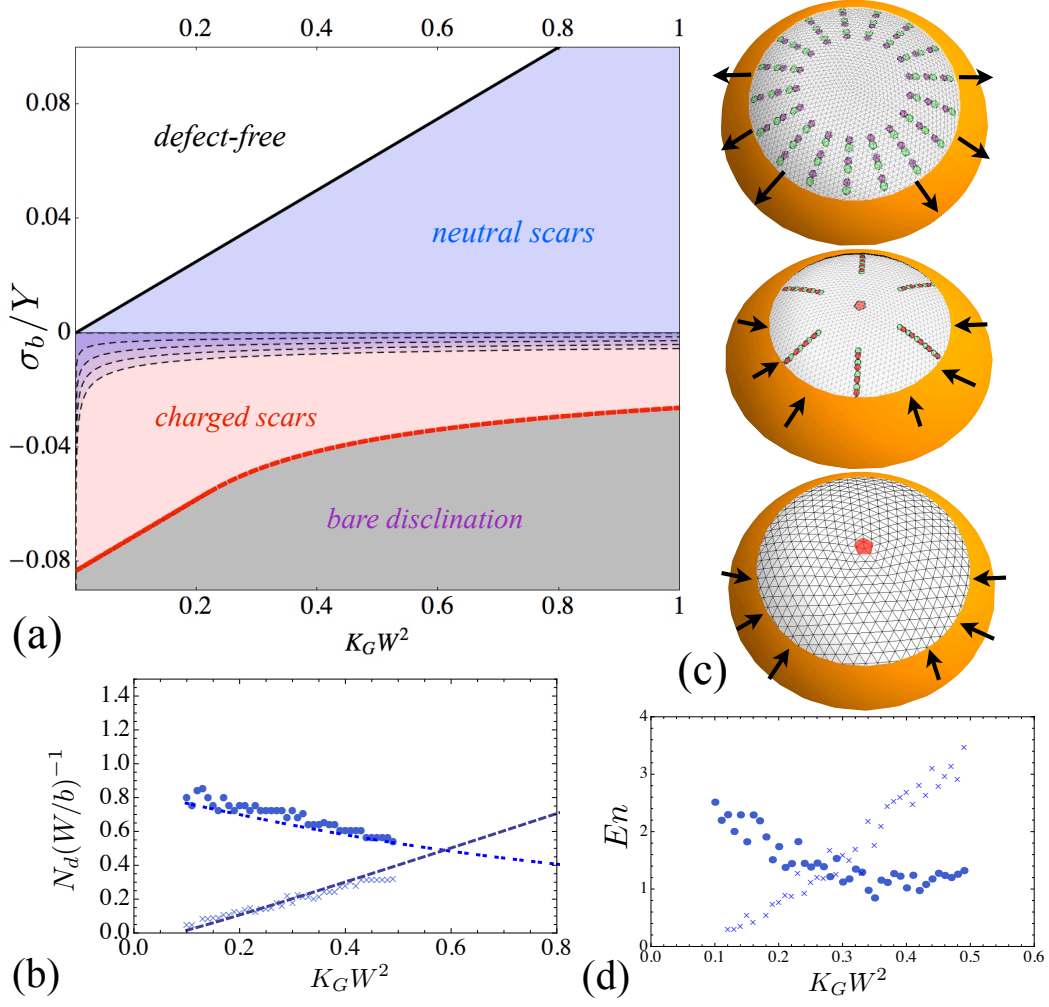 0.2 0.4 0.6 0.8 1
0.08
0.04
0
−0.04
−0.08
σ_b/Y
defect-free
neutral scars
charged scars
bare disclination
0.2 0.4 0.6 0.8 1
K_G W²
(a)
(c)
1.4
1.2
1.0
0.8
0.6
0.4
0.2
0.0
N_d(W/b)⁻¹
0.0 0.2 0.4 0.6 0.8
K_G W²
(b)
4
3
2
1
0
En
0.0 0.1 0.2 0.3 0.4 0.5 0.6
K_G W²
(d)